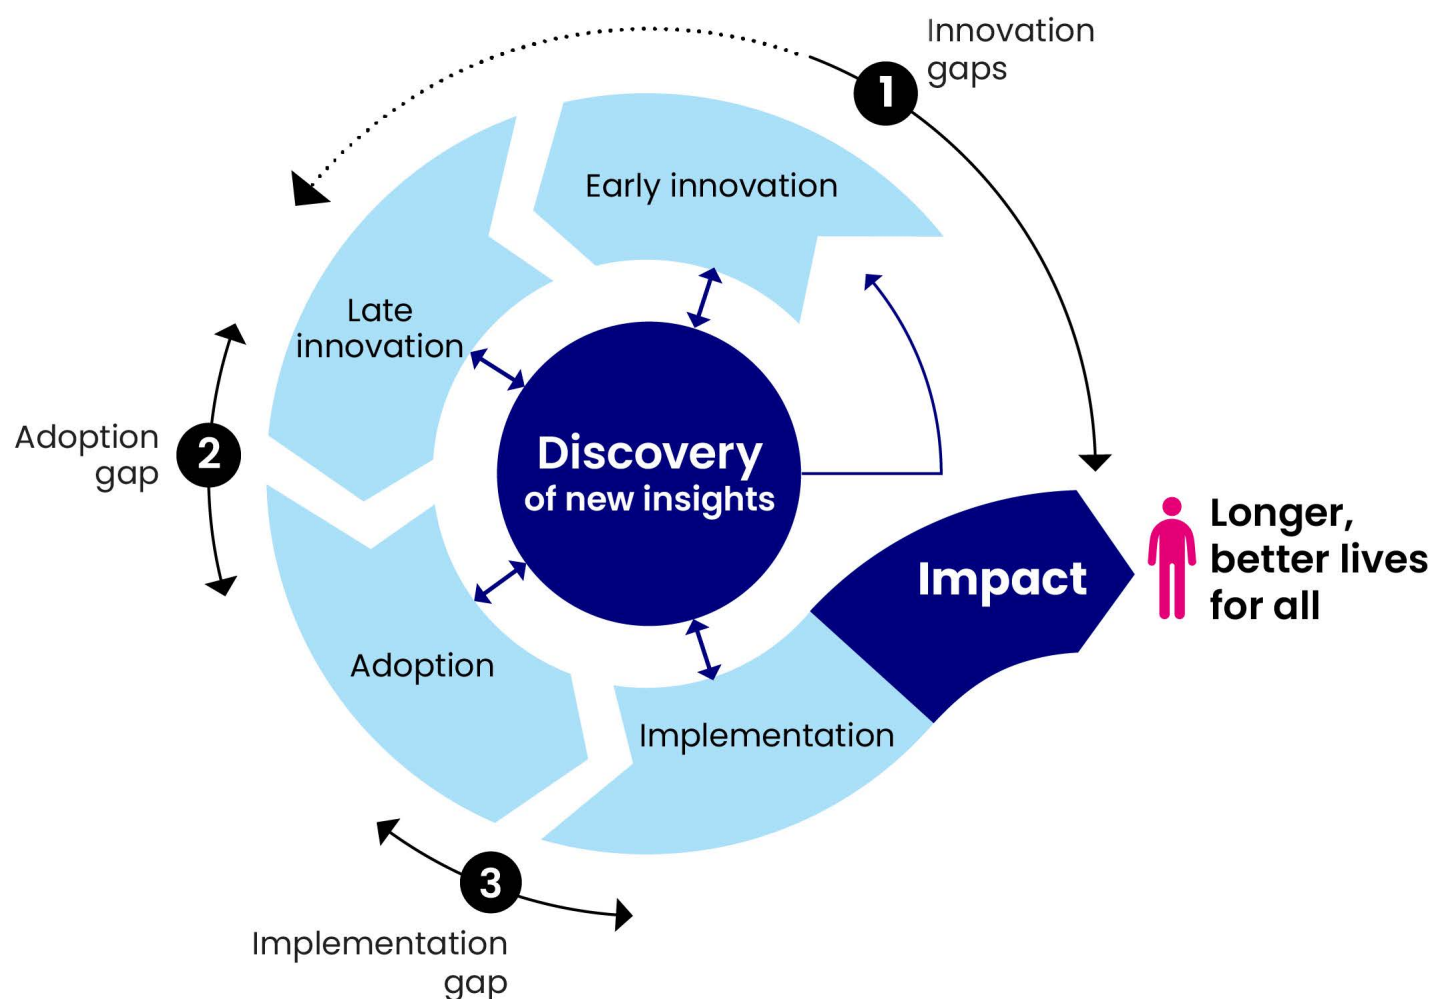 Innovation
gaps
1
Early innovation
Late
innovation
Adoption
gap
2
Discovery
of new insights
Impact
Longer,
better lives
for all
Adoption
Implementation
3
Implementation
gap